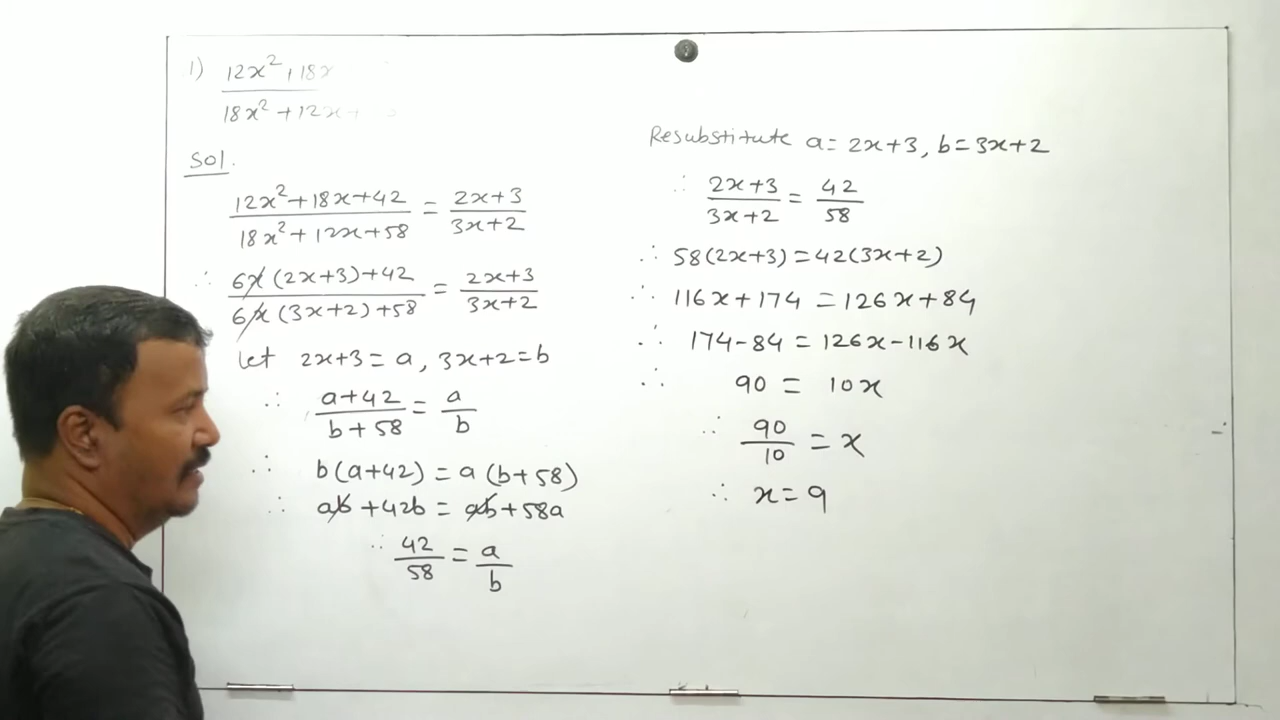 1) 12x² + 18x
18x² + 12x +
Sol.
12x²+18x+42 / 18x²+12x+58 = 2x+3 / 3x+2
∴ 6x(2x+3)+42 / 6x(3x+2)+58 = 2x+3 / 3x+2
Let 2x+3 = a, 3x+2 = b
∴ a+42 / b+58 = a / b
∴ b(a+42) = a(b+58)
∴ ab + 42b = ab + 58a
∴ 42 / 58 = a / b
Resubstitute a = 2x+3, b = 3x+2
∴ 2x+3 / 3x+2 = 42 / 58
∴ 58(2x+3) = 42(3x+2)
∴ 116x + 174 = 126x + 84
∴ 174 - 84 = 126x - 116x
∴ 90 = 10x
∴ 90 / 10 = x
∴ x = 9